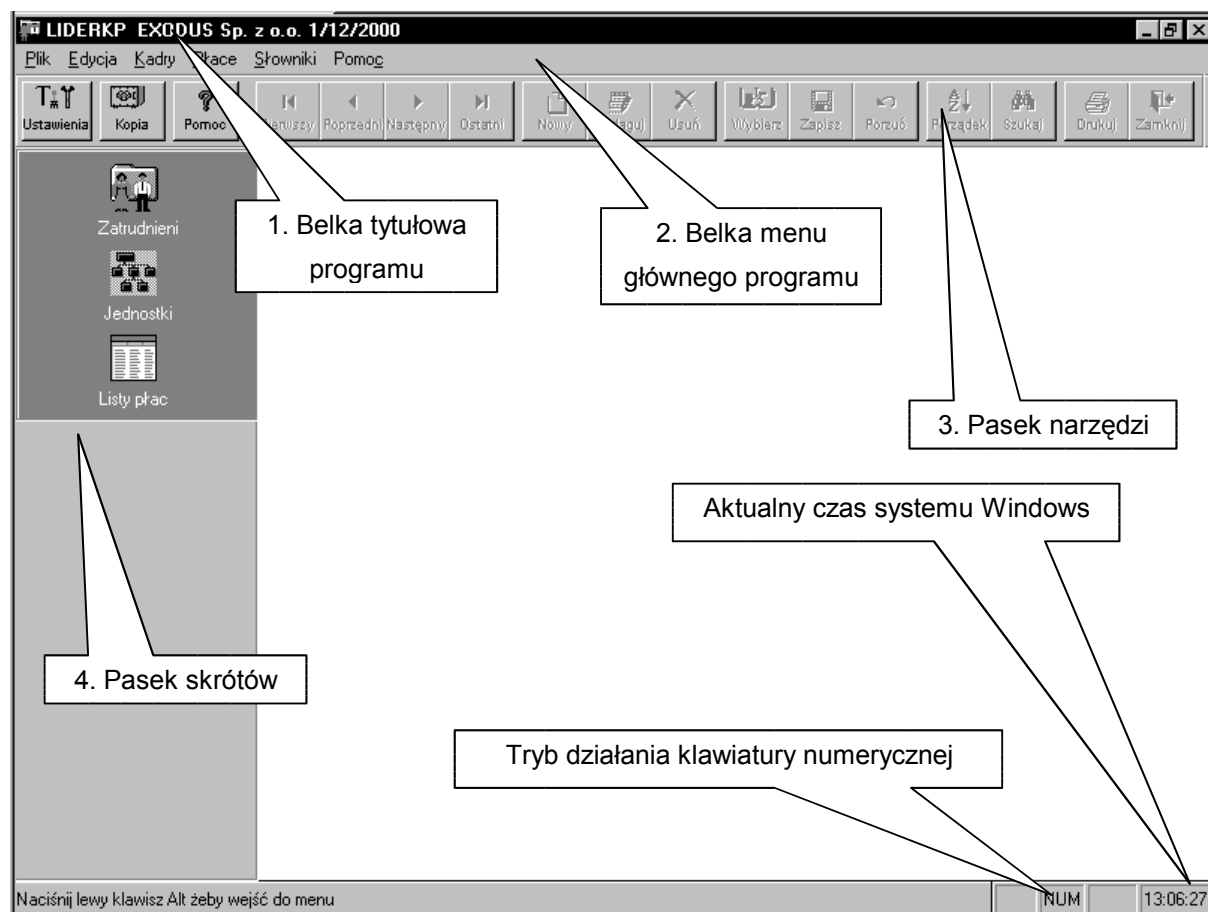 LIDERKP EXODUS Sp. z o.o. 1/12/2000
Plik Edycja Kadry Płace Słowniki Pomoc
Ustawienia Kopia Pomoc Pierwszy Poprzedni Następny Ostatni Nowy Usuń Wybierz Zapisz Porzuć Porządek Szukaj Drukuj Zamknij
Zatrudnieni
Jednostki
Listy płac
1. Belka tytułowa
programu
2. Belka menu
głównego programu
3. Pasek narzędzi
Aktualny czas systemu Windows
4. Pasek skrótów
Tryb działania klawiatury numerycznej
Naciśnij lewy klawisz Alt żeby wejść do menu NUM 13:06:27